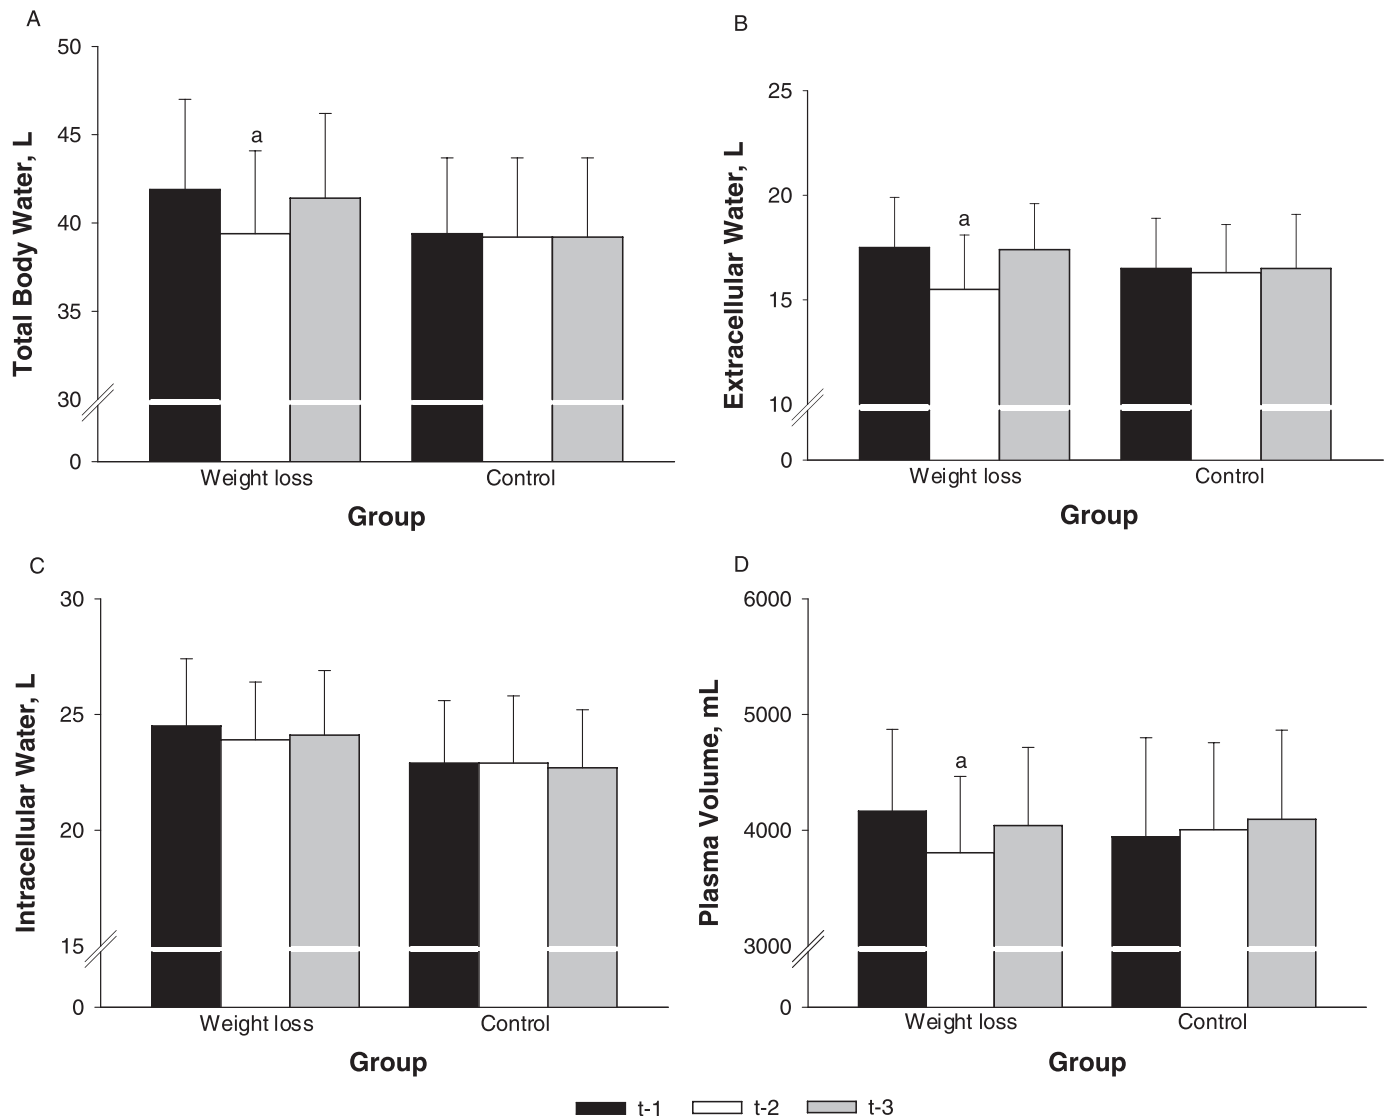 A
50
45
40
35
30
0
Total Body Water, L
a
Weight loss
Control
Group
B
25
20
15
10
0
Extracellular Water, L
a
Weight loss
Control
Group
C
30
25
20
15
0
Intracellular Water, L
Weight loss
Control
Group
D
6000
5000
4000
3000
0
Plasma Volume, mL
a
Weight loss
Control
Group
t-1 t-2 t-3